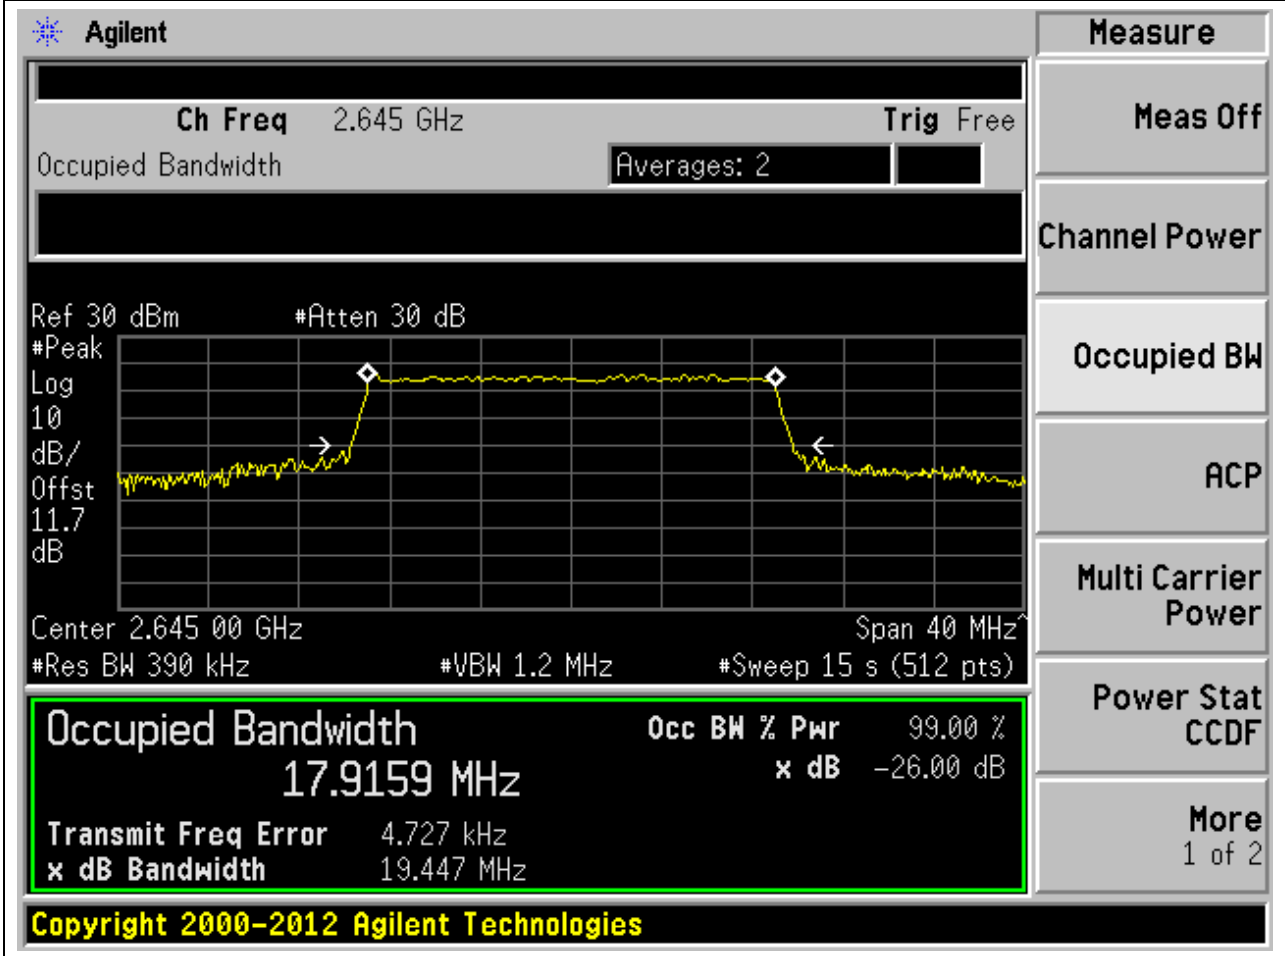 Agilent
Measure
Ch Freq 2.645 GHz Trig Free
Occupied Bandwidth Averages: 2
Meas Off
Channel Power
Occupied BW
ACP
Multi Carrier
Power
Power Stat
CCDF
More
1 of 2
Ref 30 dBm #Atten 30 dB
#Peak
Log
10
dB/
Offst
11.7
dB
Center 2.645 00 GHz Span 40 MHz^
#Res BW 390 kHz #VBW 1.2 MHz #Sweep 15 s (512 pts)
Occupied Bandwidth Occ BW % Pwr 99.00 %
17.9159 MHz x dB -26.00 dB
Transmit Freq Error 4.727 kHz
x dB Bandwidth 19.447 MHz
Copyright 2000-2012 Agilent Technologies